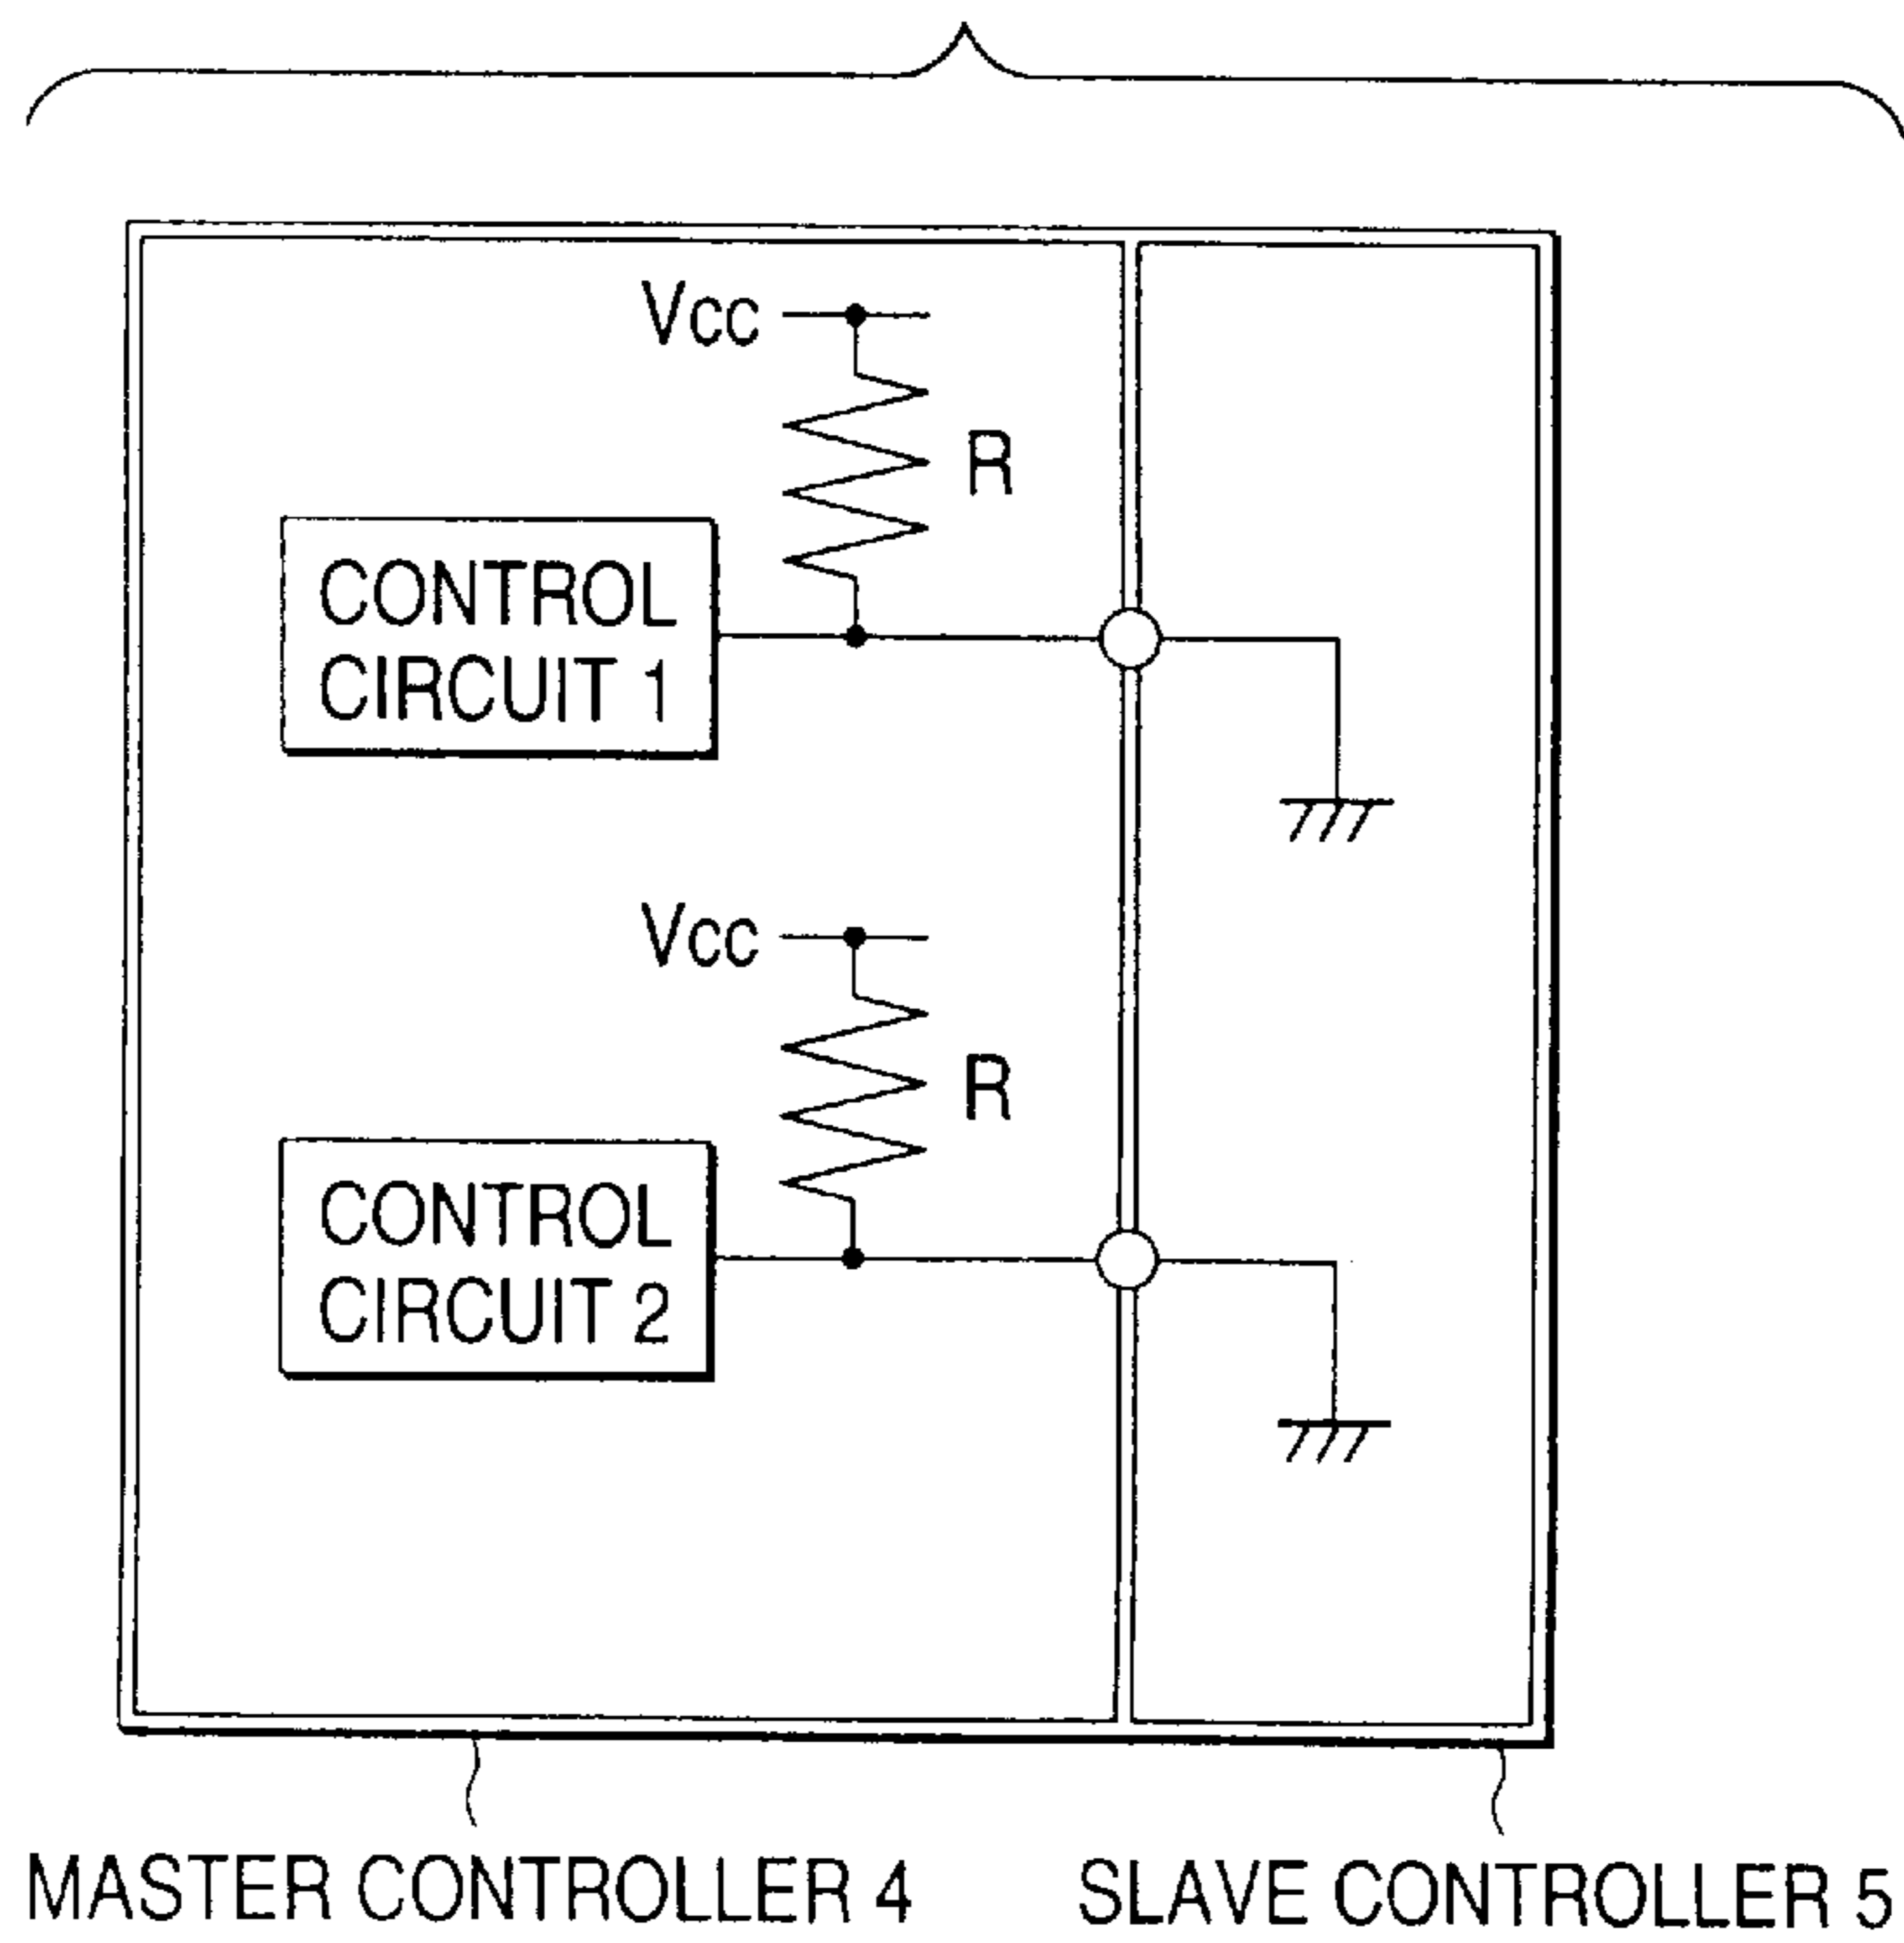 Vcc
R
CONTROL
CIRCUIT 1
Vcc
R
CONTROL
CIRCUIT 2
MASTER CONTROLLER 4
SLAVE CONTROLLER 5